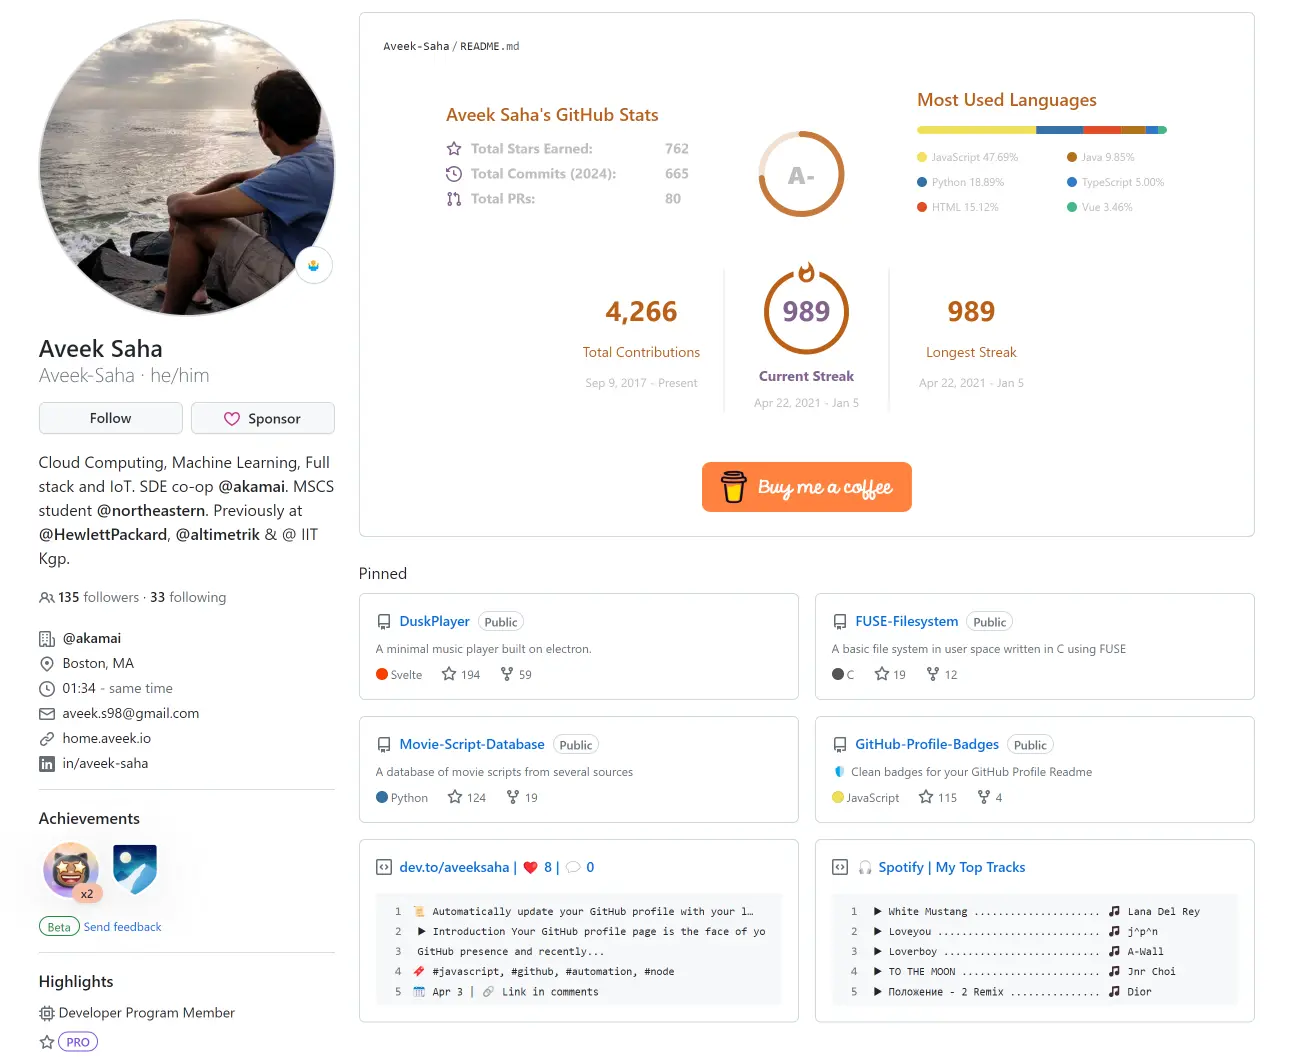 Aveek Saha
Aveek-Saha · he/him
Follow
Sponsor
Cloud Computing, Machine Learning, Full
stack and IoT. SDE co-op @akamai. MSCS
student @northeastern. Previously at
@HewlettPackard, @altimetrik & @ IIT
Kgp.
135 followers · 33 following
@akamai
Boston, MA
01:34 - same time
aveek.s98@gmail.com
home.aveek.io
in/aveek-saha
Achievements
x2
Beta Send feedback
Highlights
Developer Program Member
PRO
Aveek-Saha/README.md
Aveek Saha's GitHub Stats
Total Stars Earned: 762
Total Commits (2024): 665
Total PRs: 80
A-
Most Used Languages
JavaScript 47.69%
Java 9.85%
Python 18.89%
TypeScript 5.00%
HTML 15.12%
Vue 3.46%
4,266
Total Contributions
Sep 9, 2017 - Present
989
Current Streak
Apr 22, 2021 - Jan 5
989
Longest Streak
Apr 22, 2021 - Jan 5
Buy me a coffee
Pinned
DuskPlayer Public
A minimal music player built on electron.
Svelte 194 59
FUSE-Filesystem Public
A basic file system in user space written in C using FUSE
C 19 12
Movie-Script-Database Public
A database of movie scripts from several sources
Python 124 19
GitHub-Profile-Badges Public
Clean badges for your GitHub Profile Readme
JavaScript 115 4
dev.to/aveeksaha | ❤️ 8 | 💬 0
1 📜 Automatically update your GitHub profile with your l…
2 ▶ Introduction Your GitHub profile page is the face of yo
3 GitHub presence and recently...
4 🔖 #javascript, #github, #automation, #node
5 📅 Apr 3 | 🔗 Link in comments
🎧 Spotify | My Top Tracks
1 ▶ White Mustang ..................... 🎵 Lana Del Rey
2 ▶ Loveyou ........................... 🎵 j^p^n
3 ▶ Loverboy .......................... 🎵 A-Wall
4 ▶ TO THE MOON ....................... 🎵 Jnr Choi
5 ▶ Положение - 2 Remix ............... 🎵 Dior